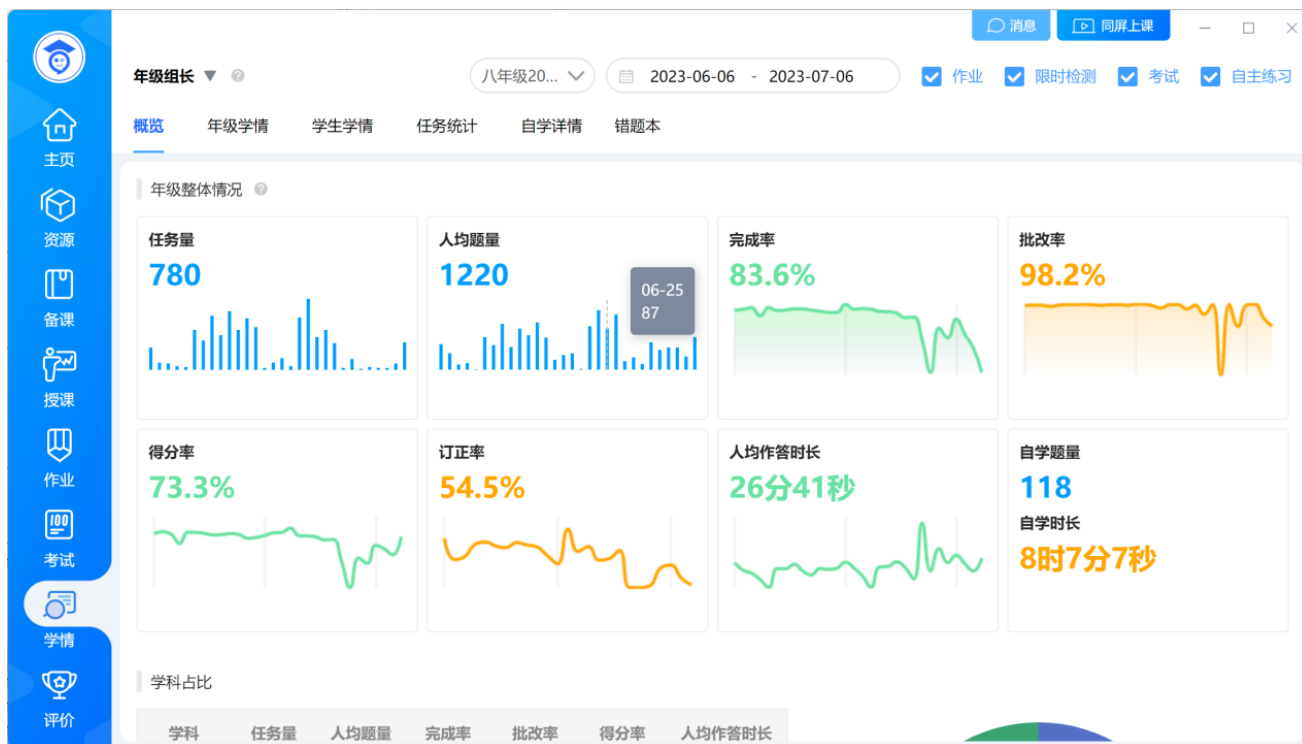 消息 同屏上课
年级组长 八年级20... 2023-06-06 - 2023-07-06 作业 限时检测 考试 自主练习
概览 年级学情 学生学情 任务统计 自学详情 错题本
主页
资源
备课
授课
作业
100
考试
学情
评价
年级整体情况
任务量
780
人均题量
1220
06-25
87
完成率
83.6%
批改率
98.2%
得分率
73.3%
订正率
54.5%
人均作答时长
26分41秒
自学题量
118
自学时长
8时7分7秒
学科占比
学科 任务量 人均题量 完成率 批改率 得分率 人均作答时长